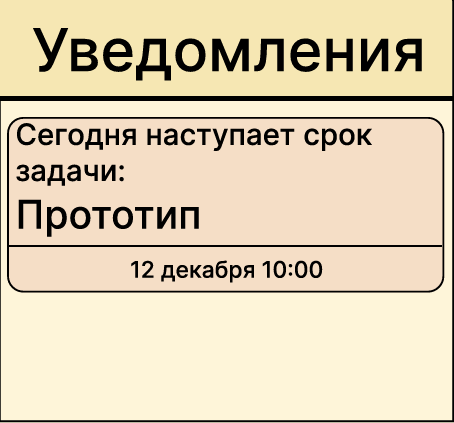 Уведомления
Сегодня наступает срок
задачи:
Прототип
12 декабря 10:00